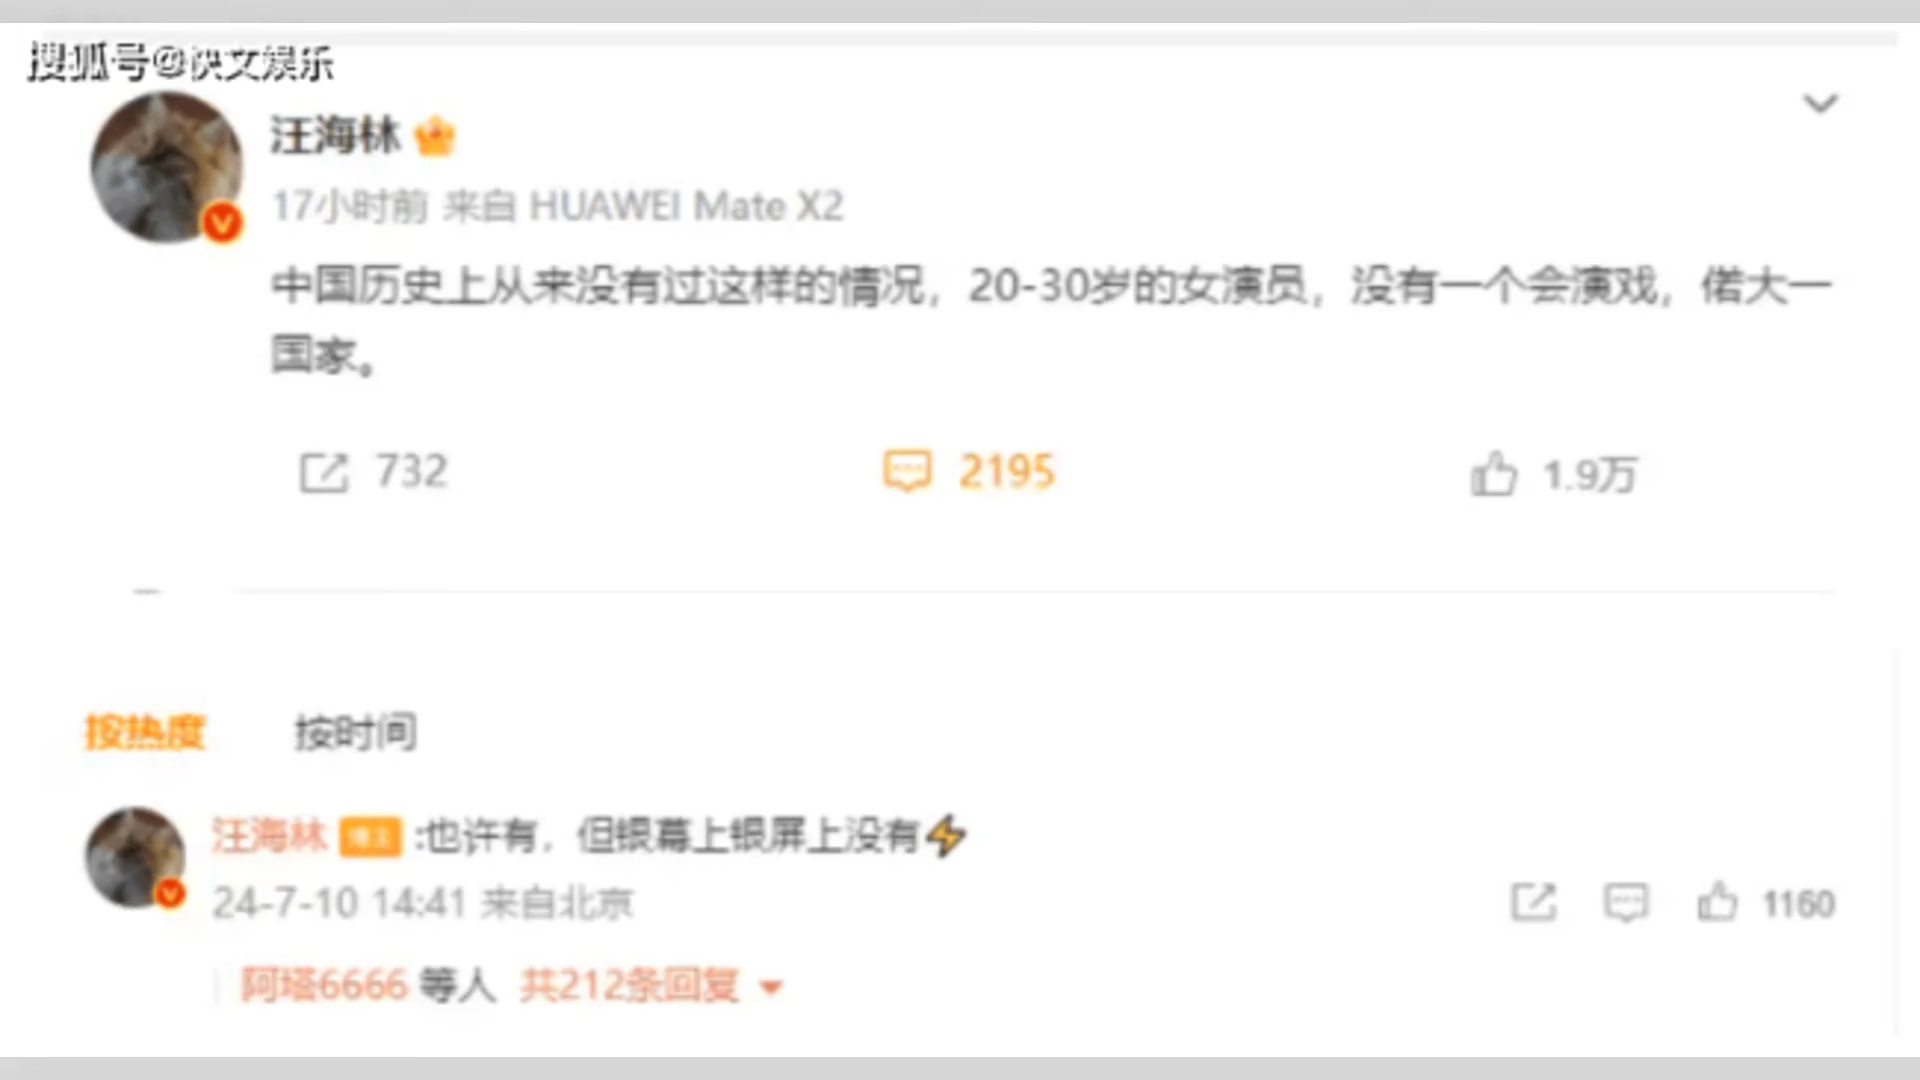 搜狐号@快文娱乐
汪海林
17小时前 来自 HUAWEI Mate X2
中国历史上从来没有过这样的情况，20-30岁的女演员，没有一个会演戏，偌大一
国家。
732
2195
1.9万
按热度 按时间
汪海林 博主 :也许有，但银幕上银屏上没有
24-7-10 14:41 来自北京
1160
阿塔6666 等人 共212条回复